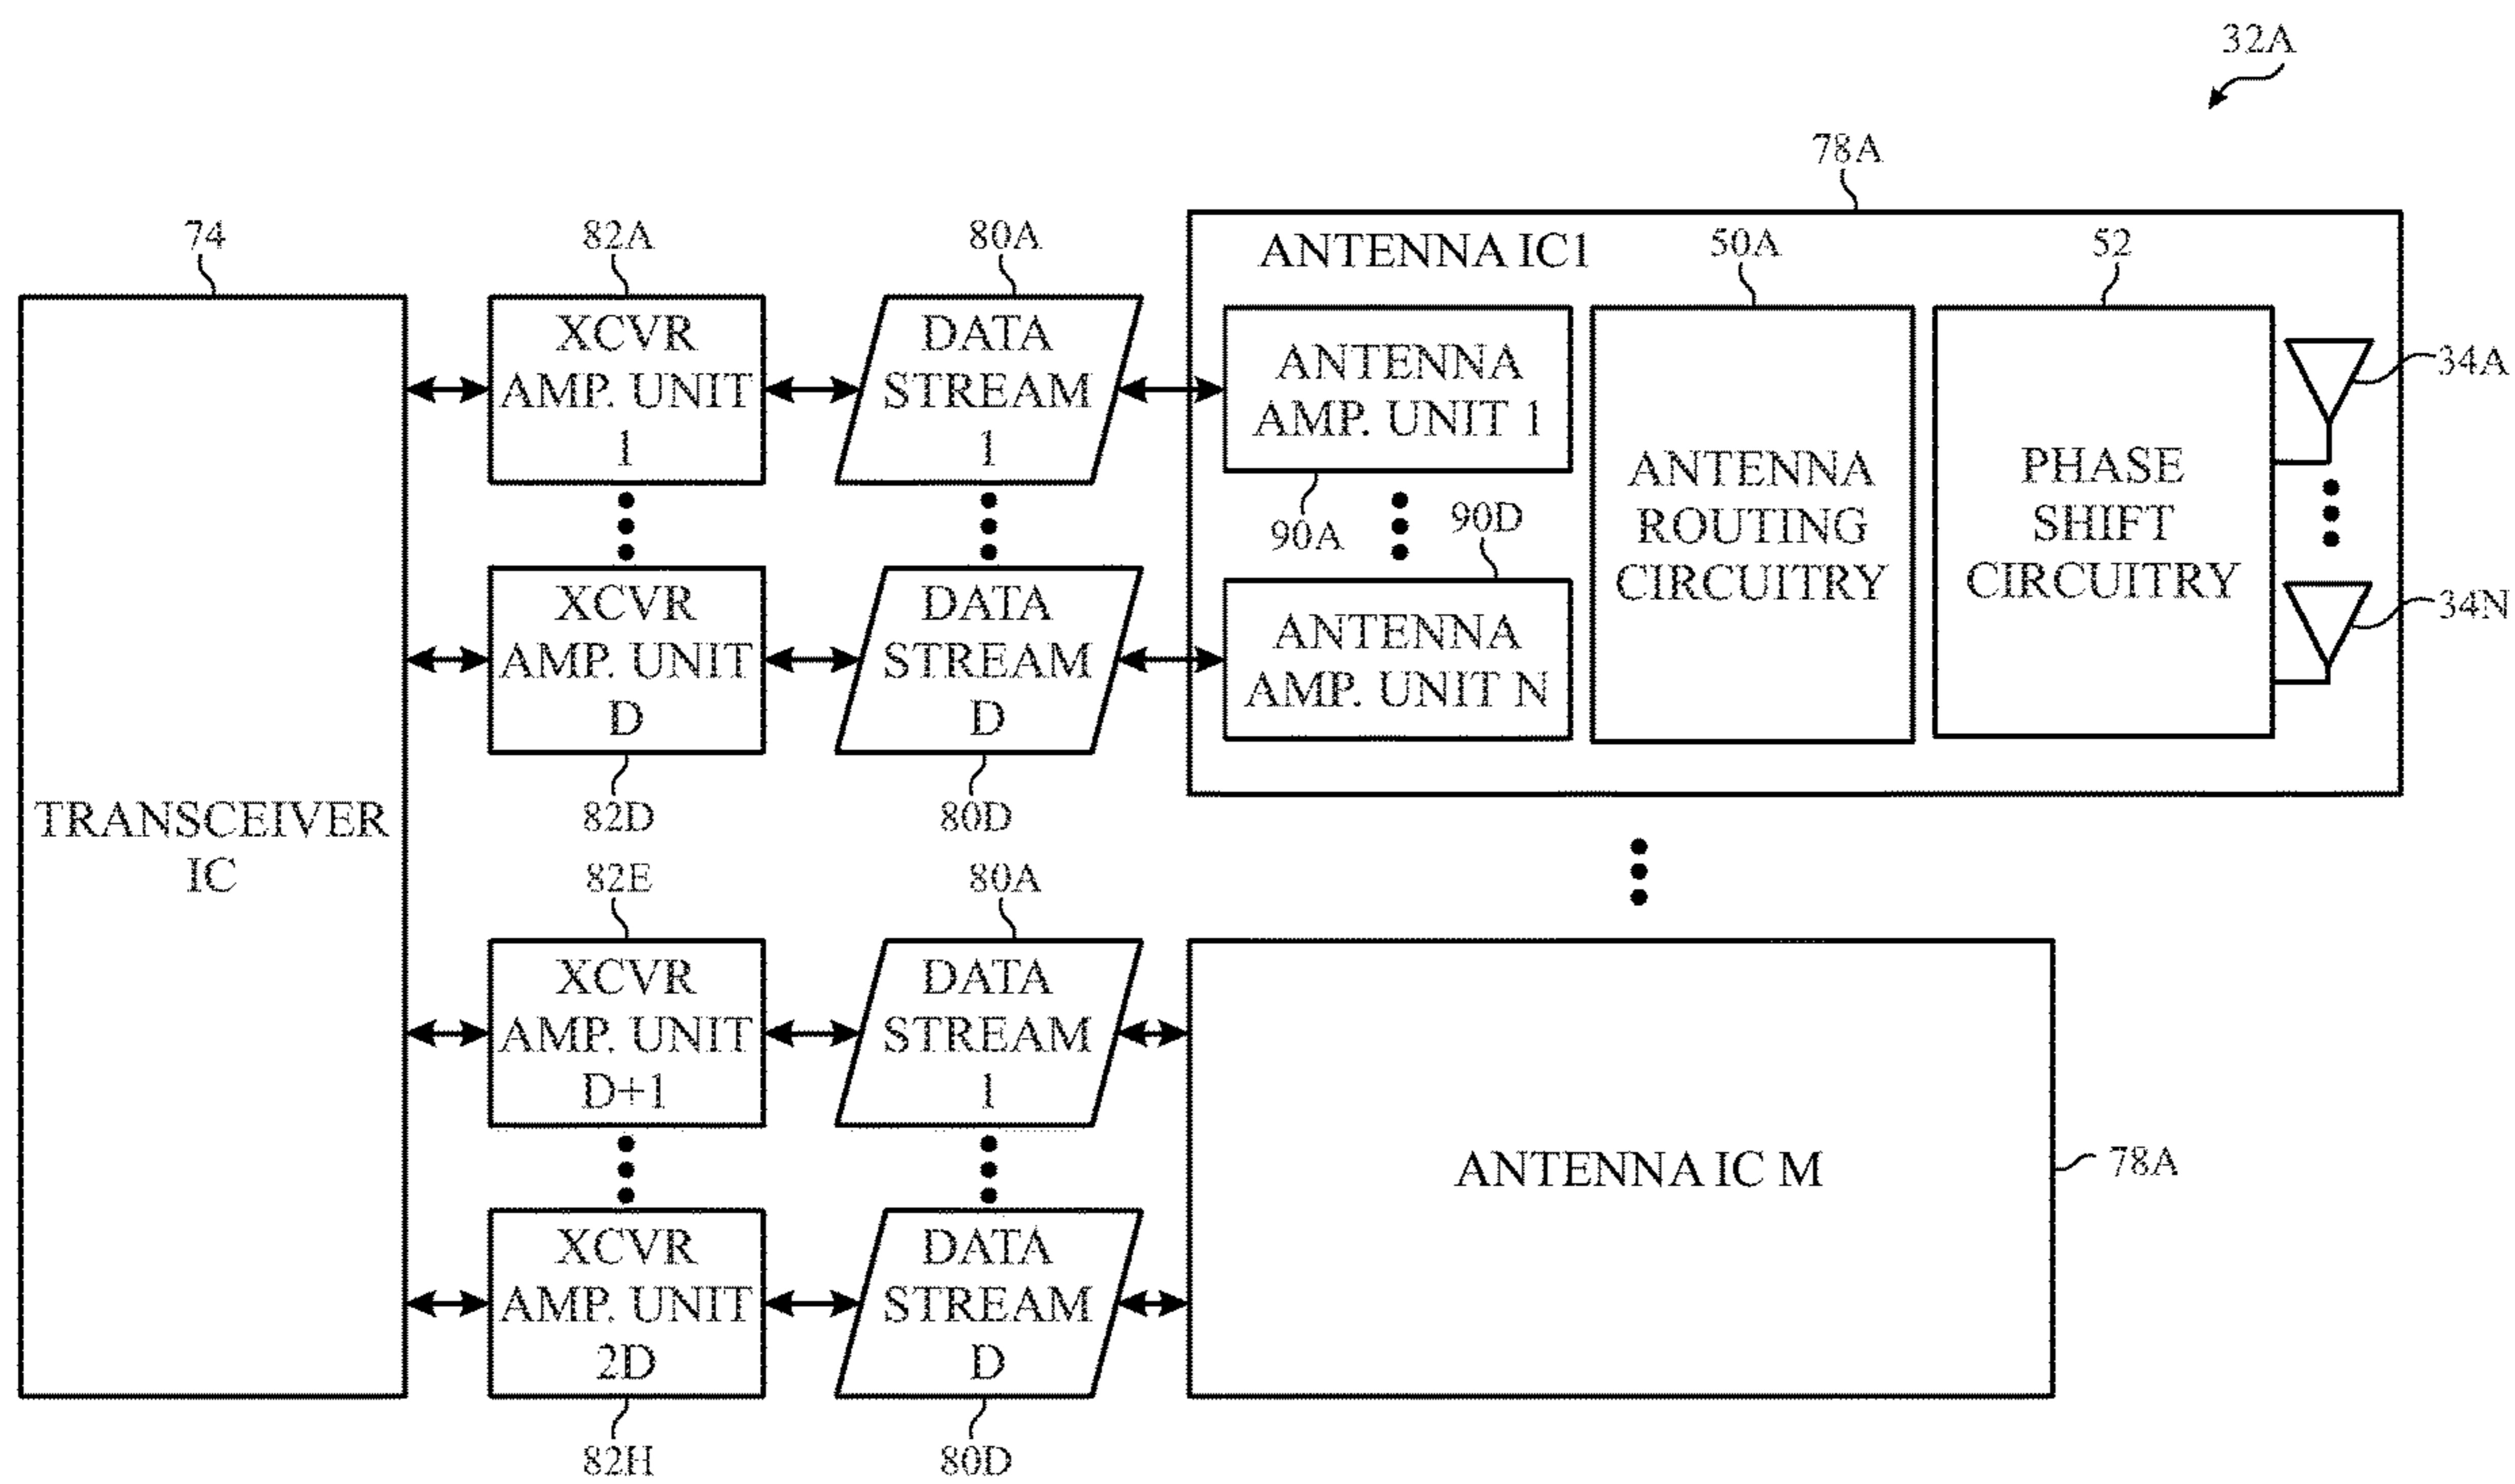 32A
78A
74
82A
80A
ANTENNA IC1
50A
52
XCVR
AMP. UNIT
1
DATA
STREAM
1
ANTENNA
AMP. UNIT 1
90A
90D
ANTENNA
AMP. UNIT N
ANTENNA
ROUTING
CIRCUITRY
PHASE
SHIFT
CIRCUITRY
34A
34N
XCVR
AMP. UNIT
D
DATA
STREAM
D
82D
80D
TRANSCEIVER
IC
82E
80A
XCVR
AMP. UNIT
D+1
DATA
STREAM
1
ANTENNA IC M
78A
XCVR
AMP. UNIT
2D
DATA
STREAM
D
82H
80D